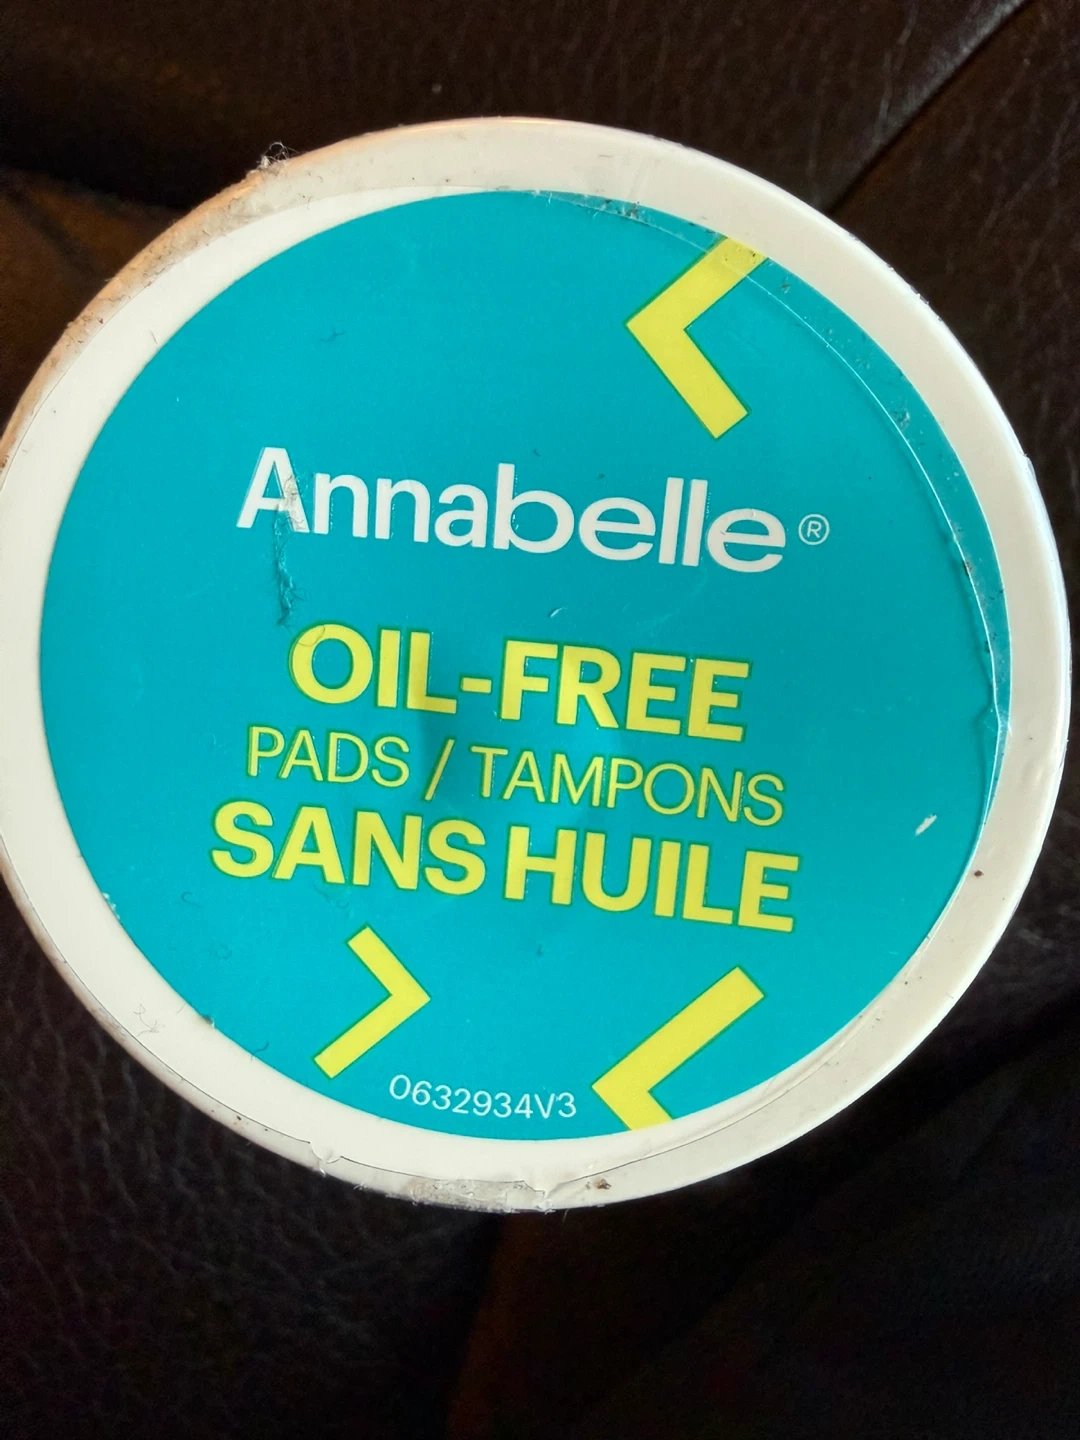 Annabelle®
OIL-FREE
PADS / TAMPONS
SANS HUILE
0632934V3